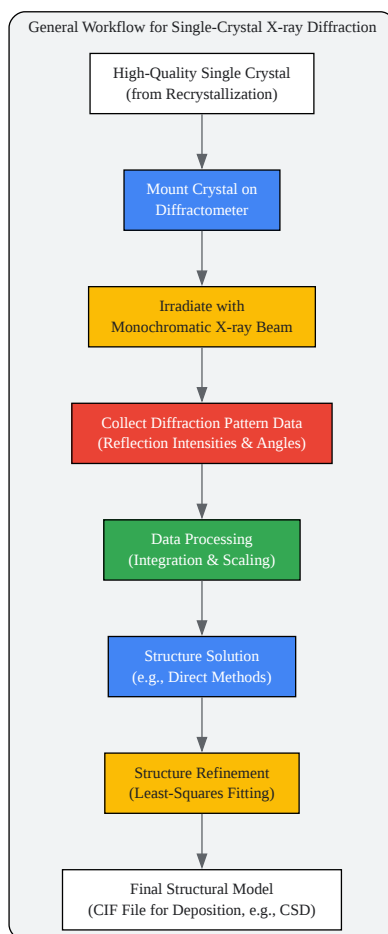 General Workflow for Single-Crystal X-ray Diffraction
High-Quality Single Crystal
(from Recrystallization)
Mount Crystal on
Diffractometer
Irradiate with
Monochromatic X-ray Beam
Collect Diffraction Pattern Data
(Reflection Intensities & Angles)
Data Processing
(Integration & Scaling)
Structure Solution
(e.g., Direct Methods)
Structure Refinement
(Least-Squares Fitting)
Final Structural Model
(CIF File for Deposition, e.g., CSD)